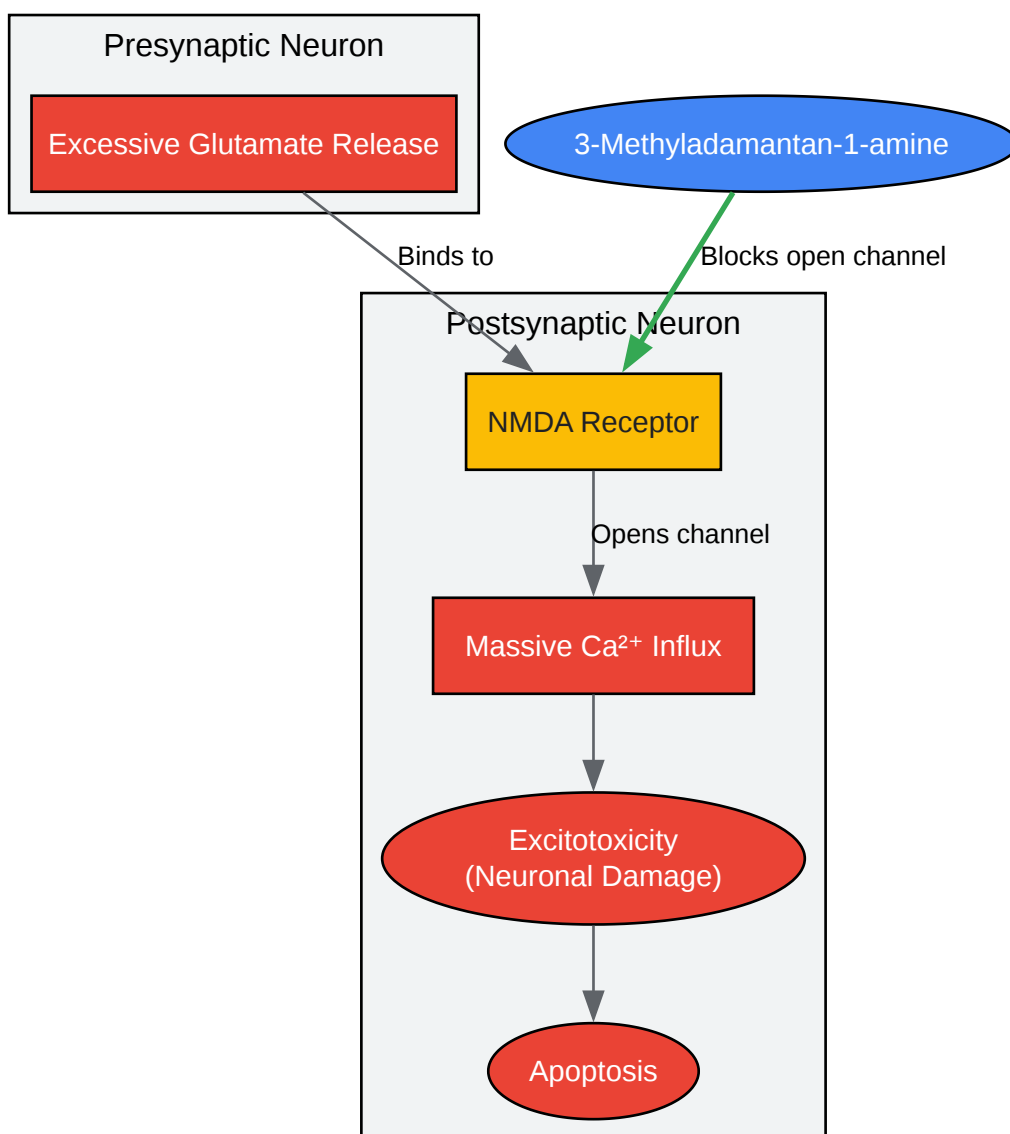 Presynaptic Neuron
Excessive Glutamate Release
3-Methyladamantan-1-amine
Binds to
Blocks open channel
Postsynaptic Neuron
NMDA Receptor
Opens channel
Massive Ca²⁺ Influx
Excitotoxicity
(Neuronal Damage)
Apoptosis